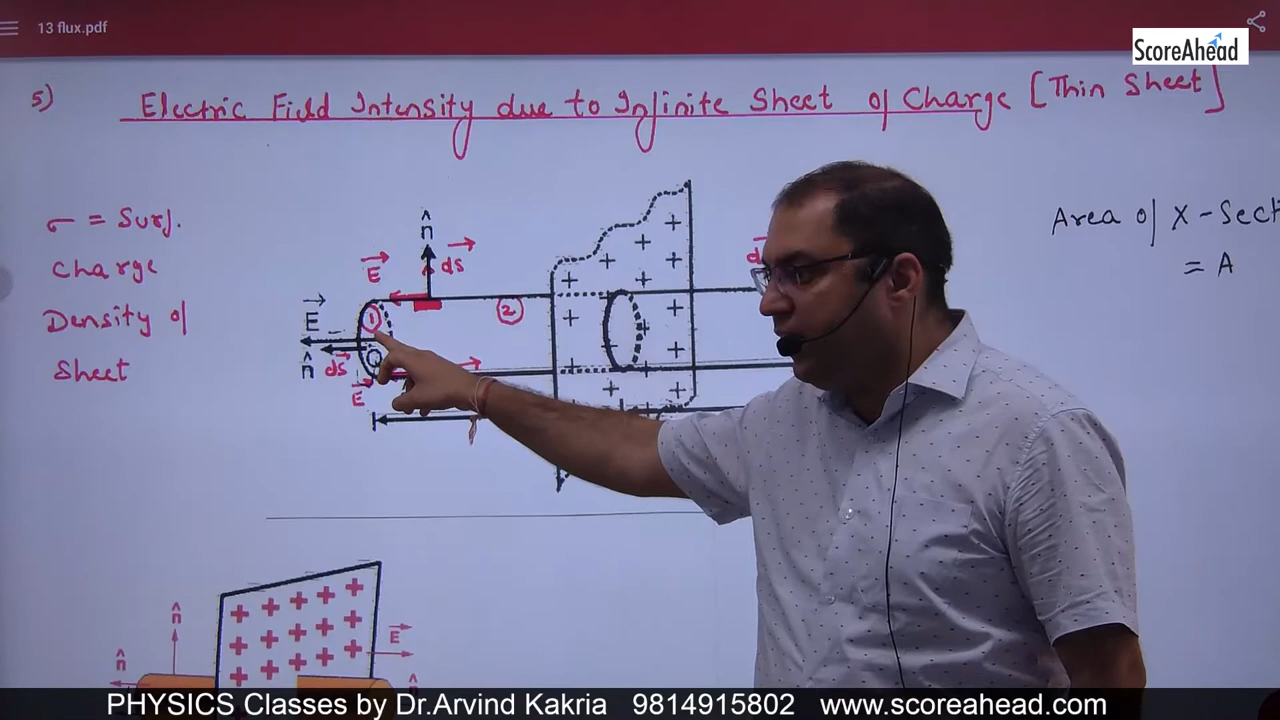 13 flux.pdf
ScoreAhead
5) Electric Field Intensity due to Infinite Sheet of Charge [Thin Sheet]
σ = Surf.
Charge
Density of
Sheet
Area of X-Sect
= A
n̂
E⃗
ds⃗
①
②
E⃗
n̂
ds⃗
E⃗
n̂
E⃗
n̂
PHYSICS Classes by Dr.Arvind Kakria 9814915802 www.scoreahead.com